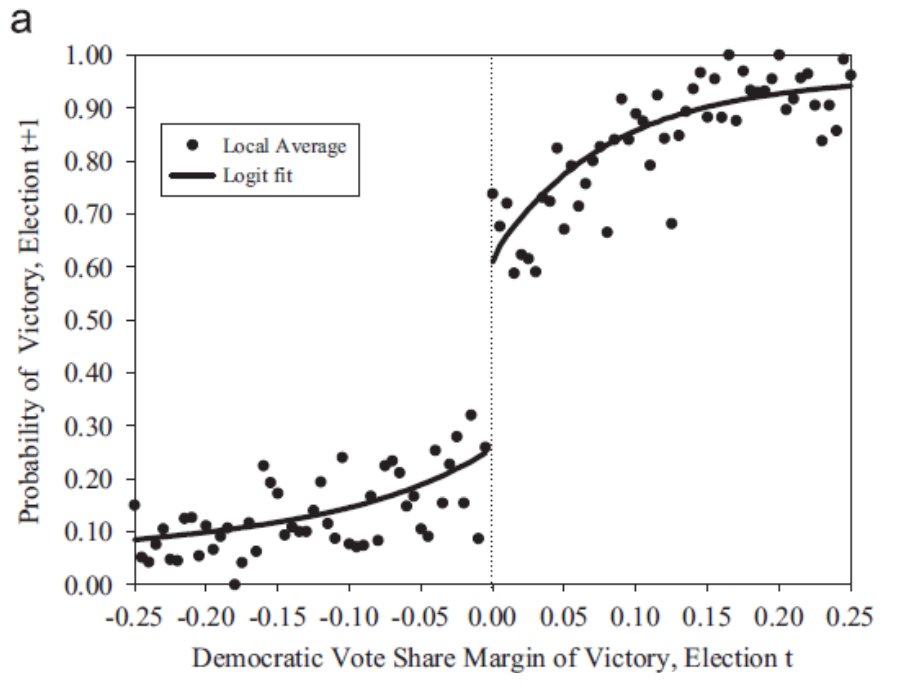 a
Probability of Victory, Election t+1
1.00
0.90
0.80
0.70
0.60
0.50
0.40
0.30
0.20
0.10
0.00
Local Average
Logit fit
-0.25 -0.20 -0.15 -0.10 -0.05 0.00 0.05 0.10 0.15 0.20 0.25
Democratic Vote Share Margin of Victory, Election t